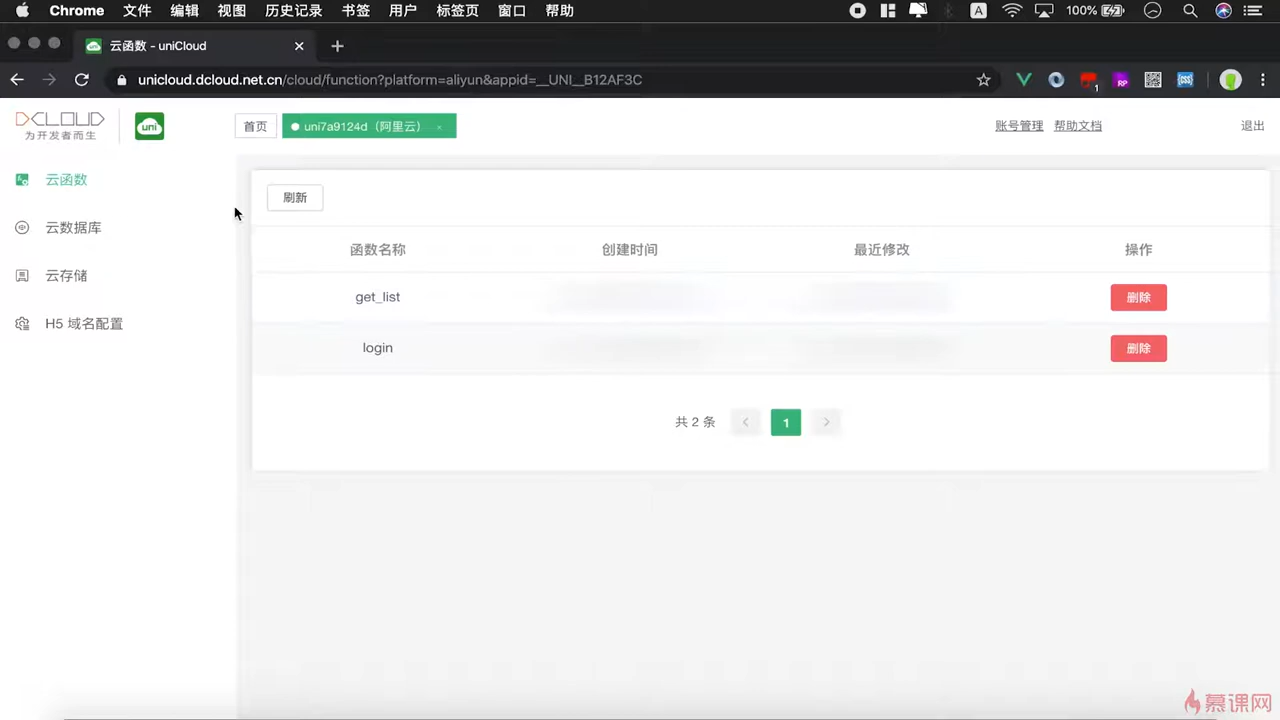 Chrome 文件 编辑 视图 历史记录 书签 用户 标签页 窗口 帮助 A 100%
云函数 - uniCloud
unicloud.dcloud.net.cn/cloud/function?platform=aliyun&appid=__UNI_B12AF3C 1 RP
DCLOUD
为开发者而生
uni
首页 uni7a9124d（阿里云） ×
账号管理 帮助文档 退出
云函数
云数据库
云存储
H5 域名配置
刷新
函数名称 创建时间 最近修改 操作
get_list 删除
login 删除
共 2 条 1
慕课网